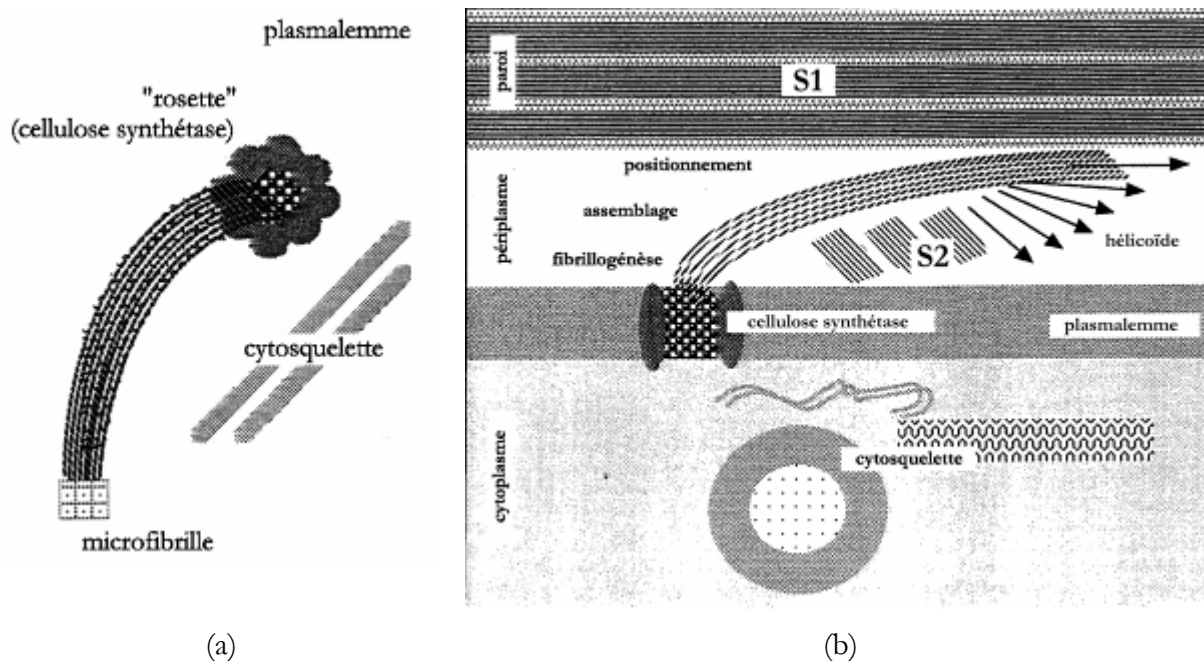 plasmalemme
"rosette"
(cellulose synthétase)
cytosquelette
microfibrille
(a)
paroi
S1
périplasme
positionnement
assemblage
fibrillogénèse
S2
hélicoïde
cellulose synthétase
plasmalemme
cytoplasme
cytosquelette
(b)